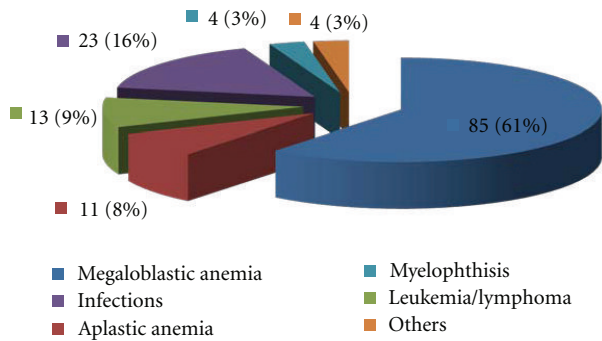 4 (3%)
4 (3%)
23 (16%)
13 (9%)
85 (61%)
11 (8%)
Megaloblastic anemia
Infections
Aplastic anemia
Myelophthisis
Leukemia/lymphoma
Others